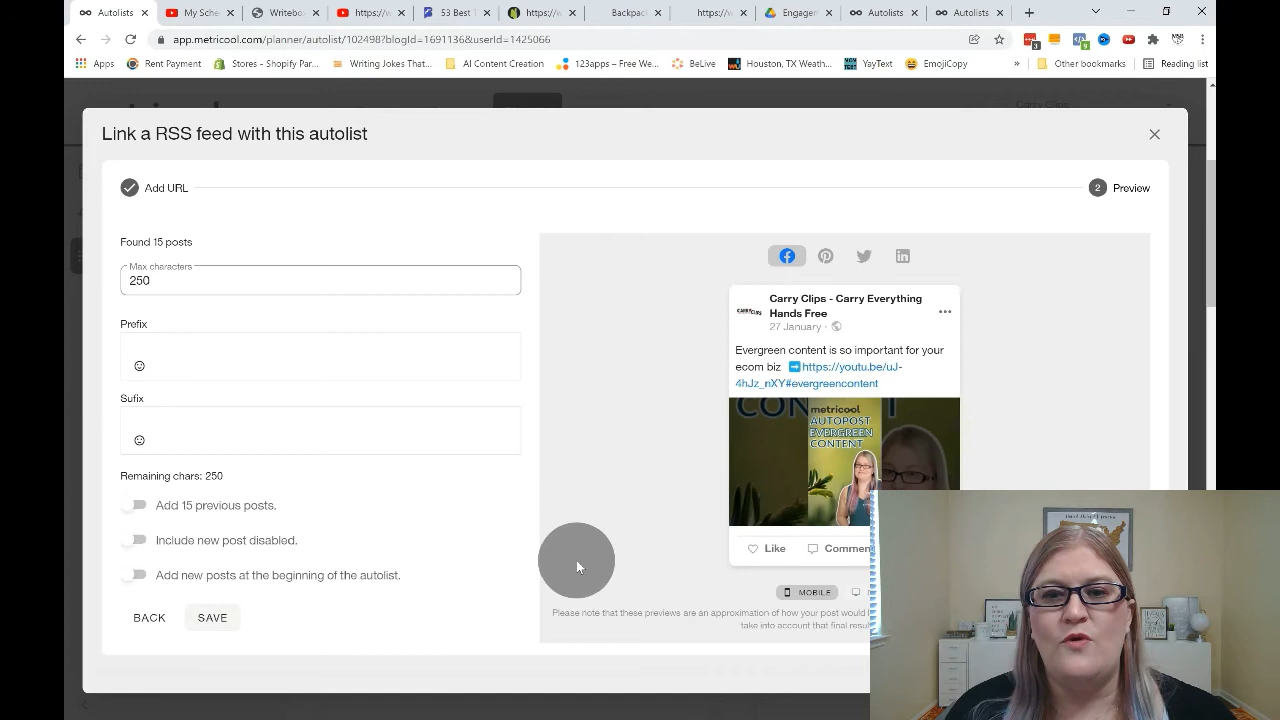 Autolists
My Sche
Writebo
https://w
53 Best
https://w
Backpac
https://w
Engagen
Autolists
Autolists
app.metricool.com/planner/autolist/102498?blogId=1691136&userId=1425066
Apps
Rent Payment
Stores - Shopify Par...
Writing Jokes That...
AI Content Creation
123apps – Free We...
BeLive
Houston, TX Weath...
YayText
EmojiCopy
Other bookmarks
Reading list
Carry Clips
Link a RSS feed with this autolist
Add URL
2 Preview
Found 15 posts
Max characters
250
Prefix
Sufix
Remaining chars: 250
Add 15 previous posts.
Include new post disabled.
Add new posts at the beginning of the autolist.
BACK SAVE
Carry Clips - Carry Everything
Hands Free
27 January ·
CARRY CLIPS
Evergreen content is so important for your
ecom biz ➡️https://youtu.be/uJ-
4hJz_nXY#evergreencontent
metricool
AUTOPOST
EVERGREEN
CONTENT
Like Commen
MOBILE
Please note that these previews are an approximation of how your post would
take into account that final resu